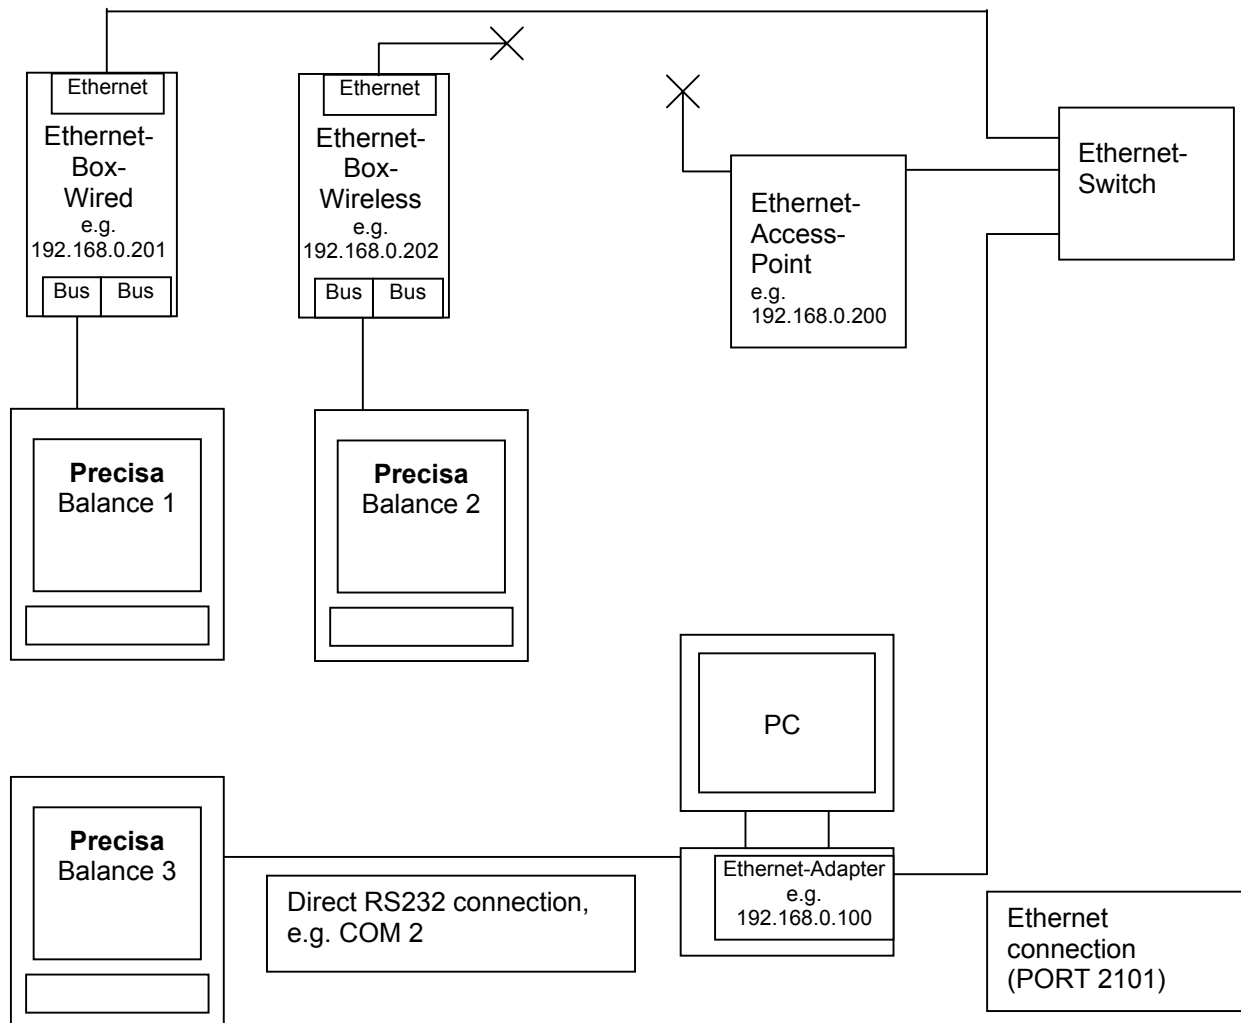 Ethernet
Ethernet-
Box-
Wired
e.g.
192.168.0.201
Bus Bus
Ethernet
Ethernet-
Box-
Wireless
e.g.
192.168.0.202
Bus Bus
Ethernet-
Access-
Point
e.g.
192.168.0.200
Ethernet-
Switch
Precisa
Balance 1
Precisa
Balance 2
PC
Precisa
Balance 3
Ethernet-Adapter
e.g.
192.168.0.100
Direct RS232 connection,
e.g. COM 2
Ethernet
connection
(PORT 2101)